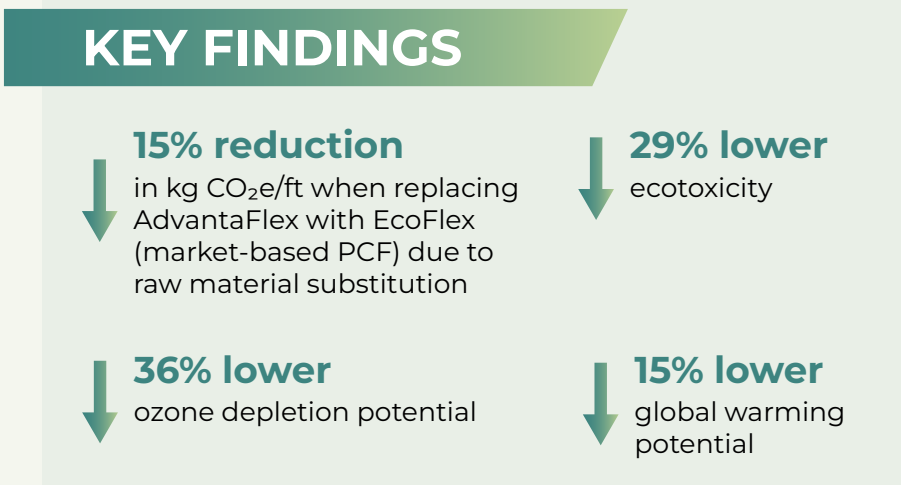 KEY FINDINGS
15% reduction
in kg CO₂e/ft when replacing
AdvantaFlex with EcoFlex
(market-based PCF) due to
raw material substitution
29% lower
ecotoxicity
36% lower
ozone depletion potential
15% lower
global warming
potential